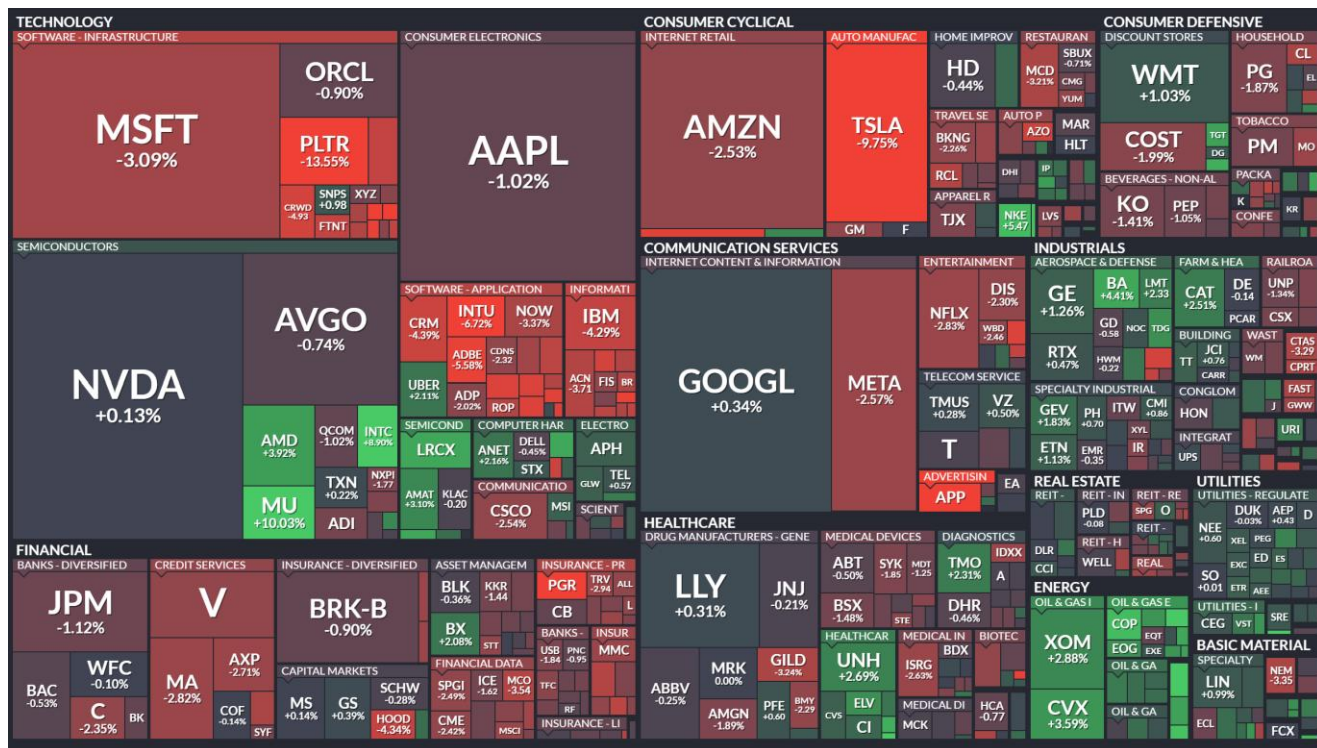 TECHNOLOGY
SOFTWARE - INFRASTRUCTURE
MSFT
-3.09%
ORCL
-0.90%
PLTR
-13.55%
CRWD
-4.93
SNPS
+0.98
XYZ
FTNT
CONSUMER ELECTRONICS
AAPL
-1.02%
SEMICONDUCTORS
NVDA
+0.13%
AVGO
-0.74%
AMD
+3.92%
QCOM
-1.02%
INTC
+8.90%
MU
+10.03%
TXN
+0.22%
NXPI
-1.77
ADI
SOFTWARE - APPLICATION
CRM
-4.39%
INTU
-6.72%
NOW
-3.37%
ADBE
-5.58%
CDNS
-2.32
UBER
+2.11%
ADP
-2.02%
ROP
INFORMATI
IBM
-4.29%
ACN
-3.71
FIS
BR
SEMICOND
LRCX
AMAT
+3.10%
KLAC
-0.20
COMPUTER HAR
ANET
+2.16%
DELL
-0.45%
STX
ELECTRO
APH
GLW
TEL
+0.57
COMMUNICATIO
CSCO
-2.54%
MSI
SCIENT
CONSUMER CYCLICAL
INTERNET RETAIL
AMZN
-2.53%
AUTO MANUFAC
TSLA
-9.75%
GM
F
HOME IMPROV
HD
-0.44%
RESTAURAN
MCD
-3.21%
SBUX
-0.71%
CMG
YUM
TRAVEL SE
BKNG
-2.26%
RCL
AUTO P
AZO
MAR
HLT
DHI
IP
APPAREL R
TJX
NKE
+5.47
LVS
CONSUMER DEFENSIVE
DISCOUNT STORES
WMT
+1.03%
COST
-1.99%
TGT
DG
HOUSEHOLD
PG
-1.87%
CL
EL
TOBACCO
PM
MO
BEVERAGES - NON-AL
KO
-1.41%
PEP
-1.05%
PACKA
K
KR
CONFE
COMMUNICATION SERVICES
INTERNET CONTENT & INFORMATION
GOOGL
+0.34%
META
-2.57%
ENTERTAINMENT
NFLX
-2.83%
DIS
-2.30%
WBD
-2.46
TELECOM SERVICE
TMUS
+0.28%
VZ
+0.50%
T
ADVERTISIN
APP
EA
INDUSTRIALS
AEROSPACE & DEFENSE
GE
+1.26%
BA
+4.41%
LMT
+2.33
GD
-0.58
NOC
TDG
RTX
+0.47%
HWM
-0.22
FARM & HEA
CAT
+2.51%
DE
-0.14
PCAR
RAILROA
UNP
-1.34%
CSX
BUILDING
TT
JCI
+0.76
CARR
WAST
WM
CTAS
-3.29
CPRT
SPECIALTY INDUSTRIAL
GEV
+1.83%
PH
+0.70
ITW
CMI
+0.86
ETN
+1.13%
EMR
-0.35
XYL
IR
CONGLOM
HON
J
FAST
GWW
INTEGRAT
UPS
URI
REAL ESTATE
REIT -
DLR
CCI
REIT - IN
PLD
-0.08
REIT - H
WELL
REIT - RE
SPG
O
REIT -
REAL
UTILITIES
UTILITIES - REGULATE
NEE
+0.60
DUK
-0.03%
AEP
+0.43
D
XEL
PEG
SO
+0.01
EXC
ED
ES
ETR
AEE
UTILITIES - I
CEG
VST
SRE
FINANCIAL
BANKS - DIVERSIFIED
JPM
-1.12%
BAC
-0.53%
WFC
-0.10%
C
-2.35%
BK
CREDIT SERVICES
V
MA
-2.82%
AXP
-2.71%
COF
-0.14%
SYF
INSURANCE - DIVERSIFIED
BRK-B
-0.90%
CAPITAL MARKETS
MS
+0.14%
GS
+0.39%
SCHW
-0.28%
HOOD
-4.34%
ASSET MANAGEM
BLK
-0.36%
KKR
-1.44
BX
+2.08%
STT
FINANCIAL DATA
SPGI
-2.49%
ICE
-1.62
MCO
-3.54
CME
-2.42%
MSCI
INSURANCE - PR
PGR
TRV
-2.94
ALL
CB
L
BANKS -
USB
-1.84
PNC
-0.95
TFC
RF
INSUR
MMC
INSURANCE - LI
HEALTHCARE
DRUG MANUFACTURERS - GENE
LLY
+0.31%
JNJ
-0.21%
ABBV
-0.25%
MRK
0.00%
GILD
-3.24%
AMGN
-1.89%
PFE
+0.60
BMY
-2.29
MEDICAL DEVICES
ABT
-0.50%
SYK
-1.85
MDT
-1.25
BSX
-1.48%
STE
DIAGNOSTICS
TMO
+2.31%
IDXX
A
DHR
-0.46%
HEALTHCAR
UNH
+2.69%
CVS
ELV
CI
MEDICAL IN
ISRG
-2.63%
BDX
BIOTEC
MEDICAL DI
MCK
HCA
-0.77
ENERGY
OIL & GAS I
XOM
+2.88%
CVX
+3.59%
OIL & GAS E
COP
EQT
EOG
EXE
OIL & GA
OIL & GA
BASIC MATERIAL
SPECIALTY
LIN
+0.99%
NEM
-3.35
ECL
FCX